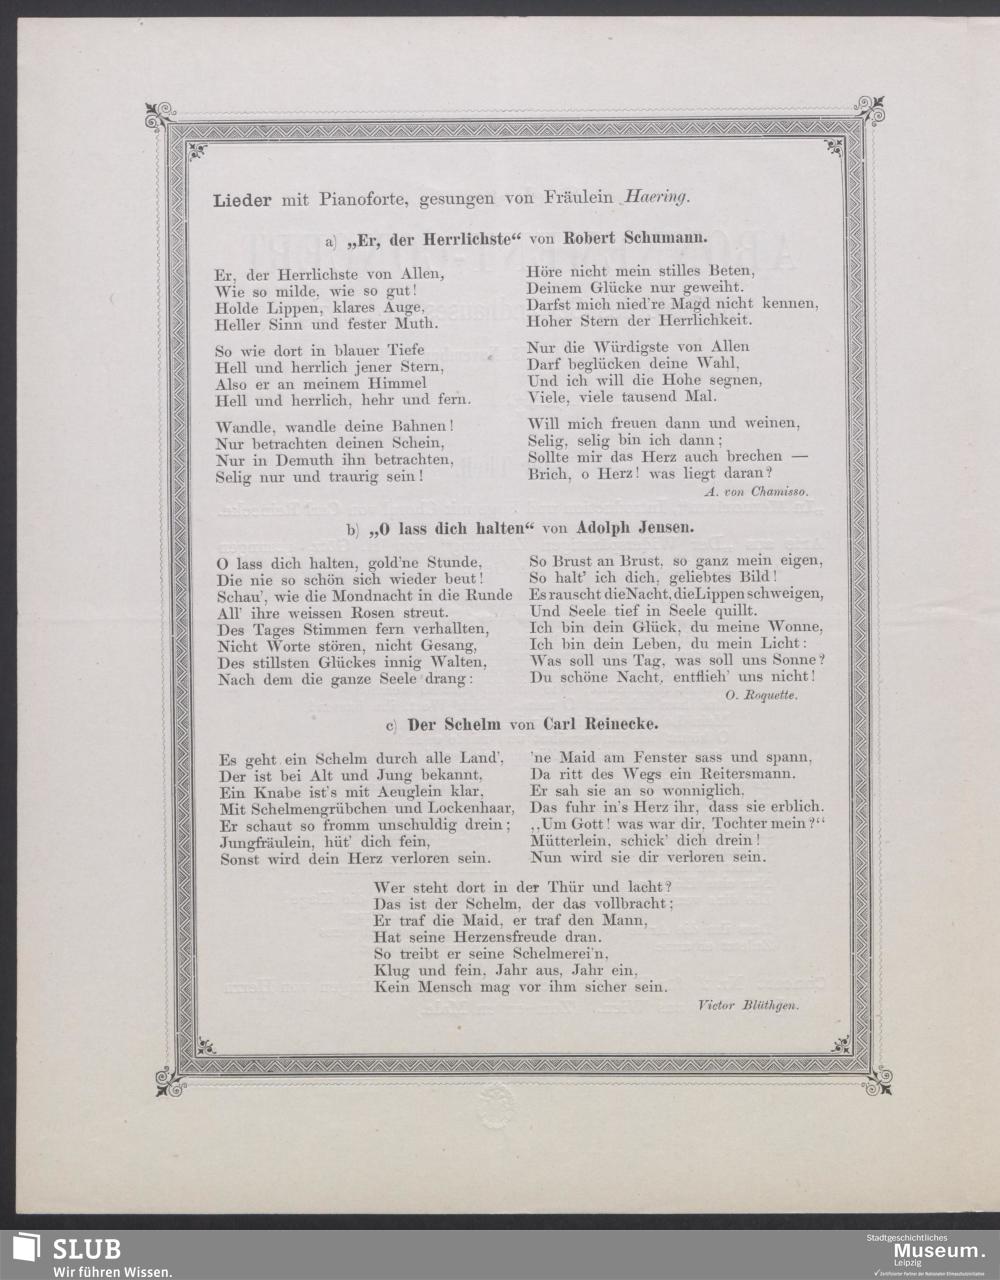 Lieder mit Pianoforte, gesungen von Fräulein Haering.
a) „Er, der Herrlichste“ von Robert Schumann.
Er, der Herrlichste von Allen,
Wie so milde, wie so gut!
Holde Lippen, klares Auge,
Heller Sinn und fester Muth.
So wie dort in blauer Tiefe
Hell und herrlich jener Stern,
Also er an meinem Himmel
Hell und herrlich, hehr und fern.
Wandle, wandle deine Bahnen!
Nur betrachten deinen Schein,
Nur in Demuth ihn betrachten,
Selig nur und traurig sein!
Höre nicht mein stilles Beten,
Deinem Glücke nur geweiht.
Darfst mich nied're Magd nicht kennen,
Hoher Stern der Herrlichkeit.
Nur die Würdigste von Allen
Darf beglücken deine Wahl,
Und ich will die Hohe segnen,
Viele, viele tausend Mal.
Will mich freuen dann und weinen,
Selig, selig bin ich dann;
Sollte mir das Herz auch brechen —
Brich, o Herz! was liegt daran?
A. von Chamisso.
b) „O lass dich halten“ von Adolph Jensen.
O lass dich halten, gold'ne Stunde,
Die nie so schön sich wieder beut!
Schau', wie die Mondnacht in die Runde
All' ihre weissen Rosen streut.
Des Tages Stimmen fern verhallten,
Nicht Worte stören, nicht Gesang,
Des stillsten Glückes innig Walten,
Nach dem die ganze Seele drang:
So Brust an Brust, so ganz mein eigen,
So halt' ich dich, geliebtes Bild!
Es rauscht die Nacht, die Lippen schweigen,
Und Seele tief in Seele quillt.
Ich bin dein Glück, du meine Wonne,
Ich bin dein Leben, du mein Licht:
Was soll uns Tag, was soll uns Sonne?
Du schöne Nacht, entflieh' uns nicht!
O. Roquette.
c) Der Schelm von Carl Reinecke.
Es geht ein Schelm durch alle Land',
Der ist bei Alt und Jung bekannt,
Ein Knabe ist's mit Aeuglein klar,
Mit Schelmengrübchen und Lockenhaar,
Er schaut so fromm unschuldig drein;
Jungfräulein, hüt' dich fein,
Sonst wird dein Herz verloren sein.
'ne Maid am Fenster sass und spann,
Da ritt des Wegs ein Reitersmann.
Er sah sie an so wonniglich,
Das fuhr in's Herz ihr, dass sie erblich.
„Um Gott! was war dir, Tochter mein?“
Mütterlein, schick' dich drein!
Nun wird sie dir verloren sein.
Wer steht dort in der Thür und lacht?
Das ist der Schelm, der das vollbracht;
Er traf die Maid, er traf den Mann,
Hat seine Herzensfreude dran.
So treibt er seine Schelmerei'n,
Klug und fein, Jahr aus, Jahr ein,
Kein Mensch mag vor ihm sicher sein.
Victor Blüthgen.
SLUB
Wir führen Wissen.
Stadtgeschichtliches
Museum.
Leipzig
Zertifizierter Partner der Nationalen Klimaschutzinitiative